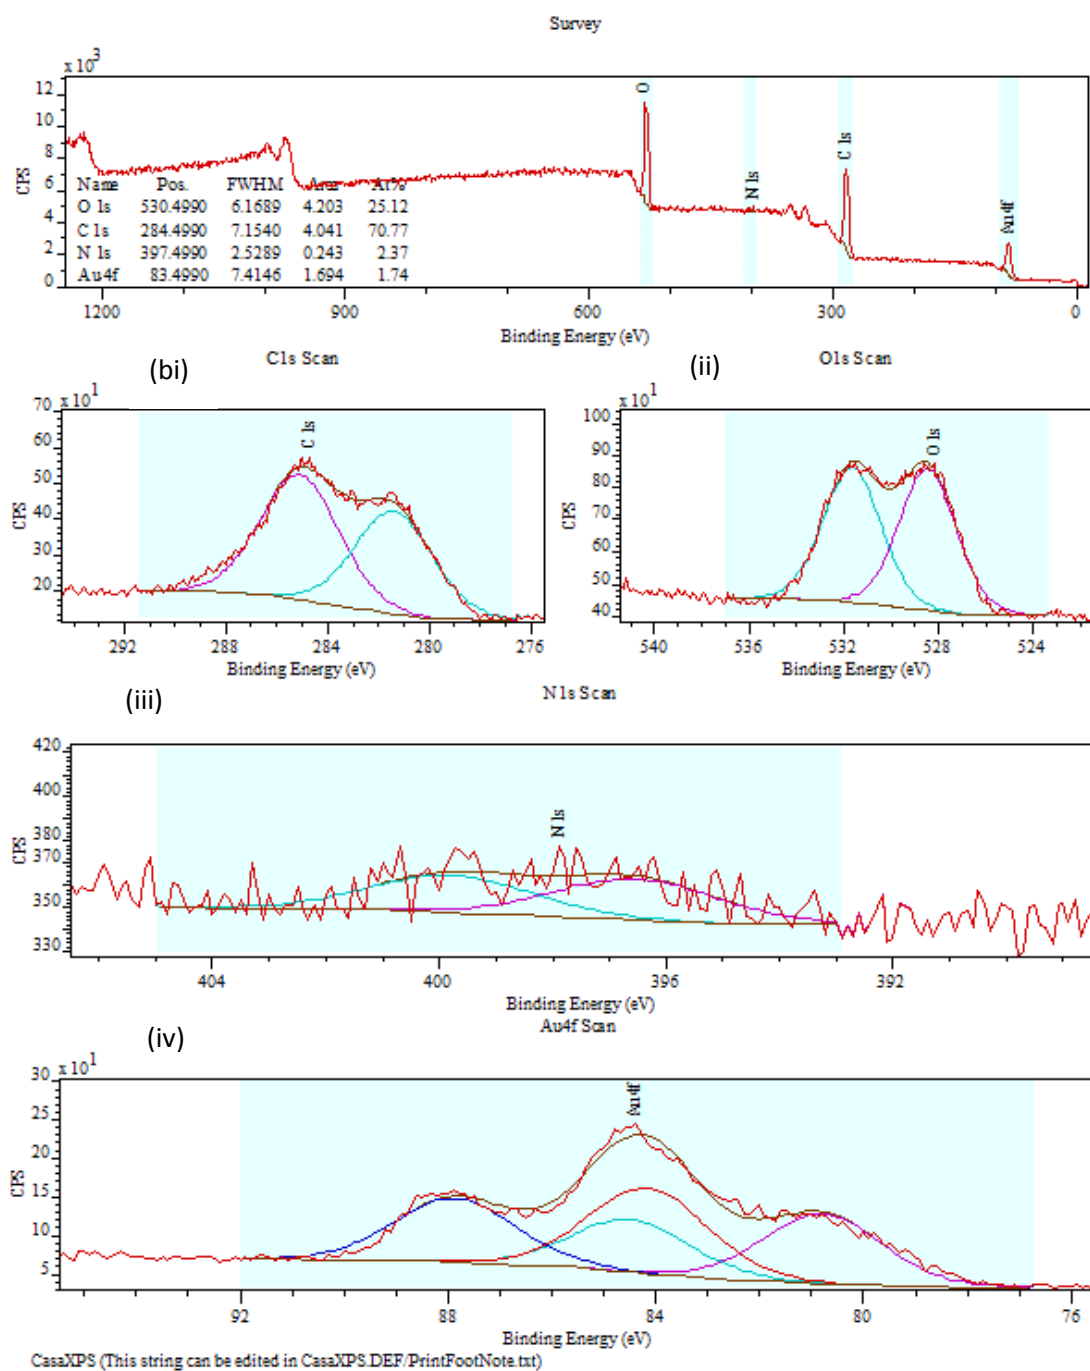 Survey
x 10³
12
10
8
6
4
2
0
CPS
Name Pos. FWHM Area At%
O 1s 530.4990 6.1689 4.203 25.12
C 1s 284.4990 7.1540 4.041 70.77
N 1s 397.4990 2.5289 0.243 2.37
Au4f 83.4990 7.4146 1.694 1.74
O
N 1s
C 1s
Au4f
1200 900 600 300 0
Binding Energy (eV)
(bi)
C1s Scan
x 10¹
70
60
50
40
30
20
CPS
C 1s
292 288 284 280 276
Binding Energy (eV)
(ii)
O1s Scan
x 10¹
100
90
80
70
60
50
40
CPS
O 1s
540 536 532 528 524
Binding Energy (eV)
(iii)
N1s Scan
420
400
380
370
350
330
CPS
N 1s
404 400 396 392
Binding Energy (eV)
(iv)
Au4f Scan
x 10¹
30
25
20
15
10
5
CPS
Au4f
92 88 84 80 76
Binding Energy (eV)
CasaXPS (This string can be edited in CasaXPS.DEF/PrintFootNote.txt)